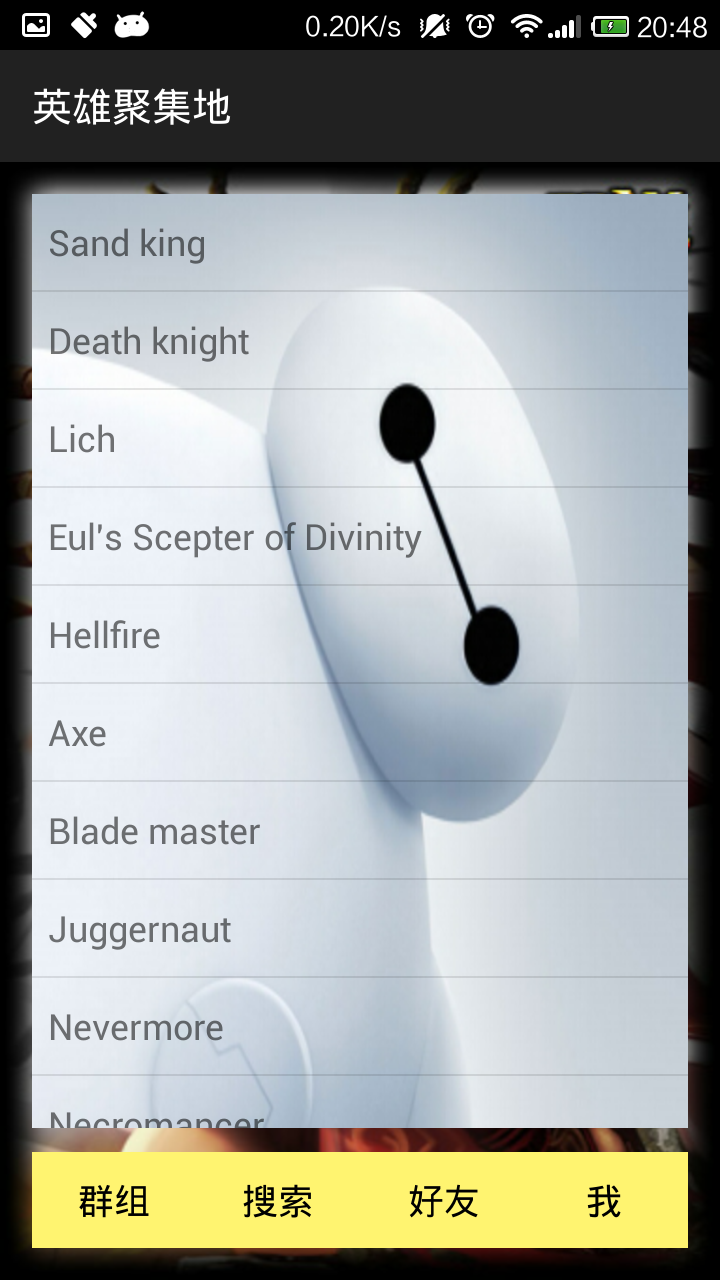 0.20K/s 20:48
英雄聚集地
Sand king
Death knight
Lich
Eul's Scepter of Divinity
Hellfire
Axe
Blade master
Juggernaut
Nevermore
Necromancer
群组 搜索 好友 我